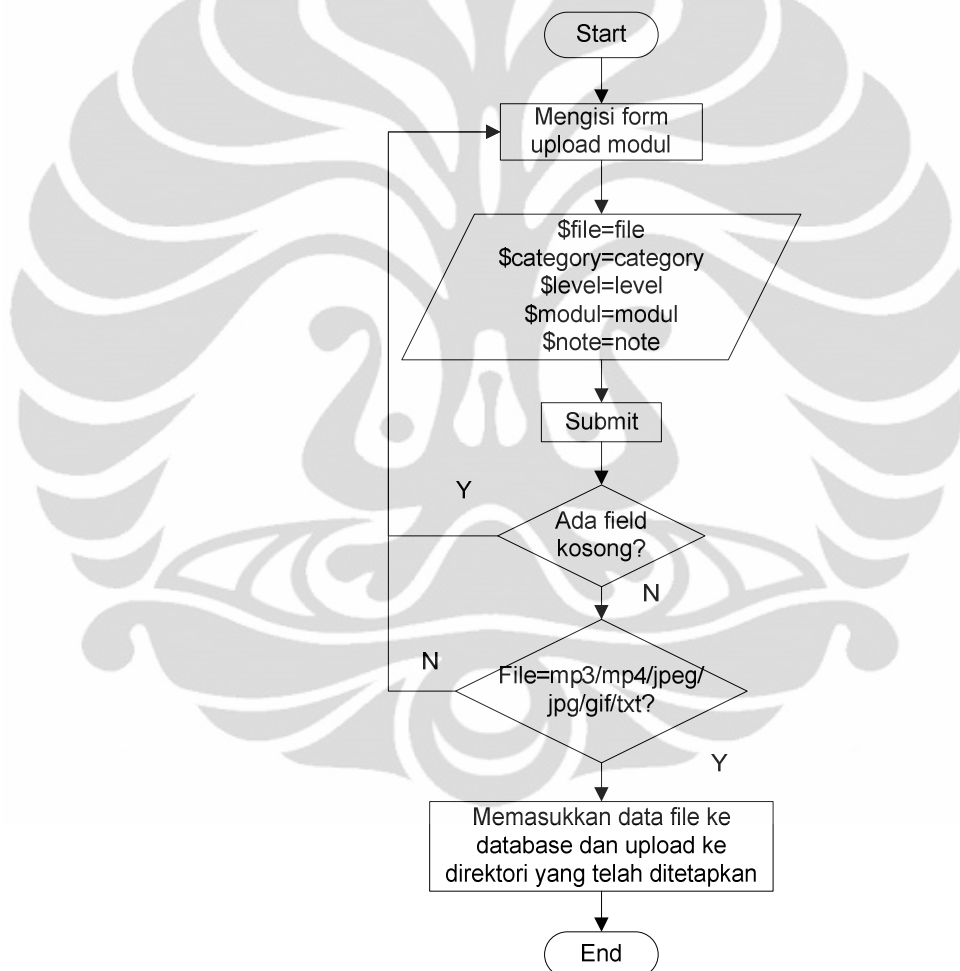 Start
Mengisi form
upload modul
$file=file
$category=category
$level=level
$modul=modul
$note=note
Submit
Y
Ada field
kosong?
N
N
File=mp3/mp4/jpeg/
jpg/gif/txt?
Y
Memasukkan data file ke
database dan upload ke
direktori yang telah ditetapkan
End